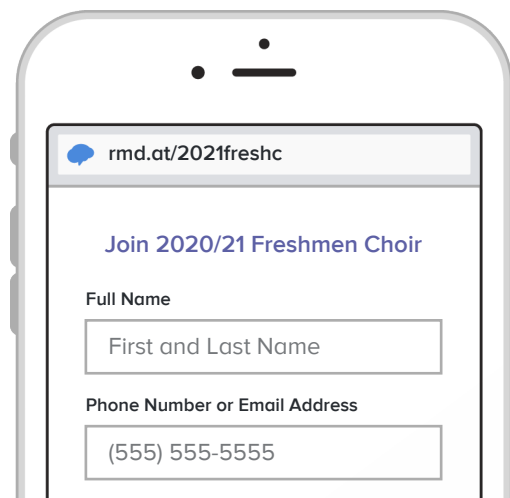 rmd.at/2021freshc
Join 2020/21 Freshmen Choir
Full Name
First and Last Name
Phone Number or Email Address
(555) 555-5555